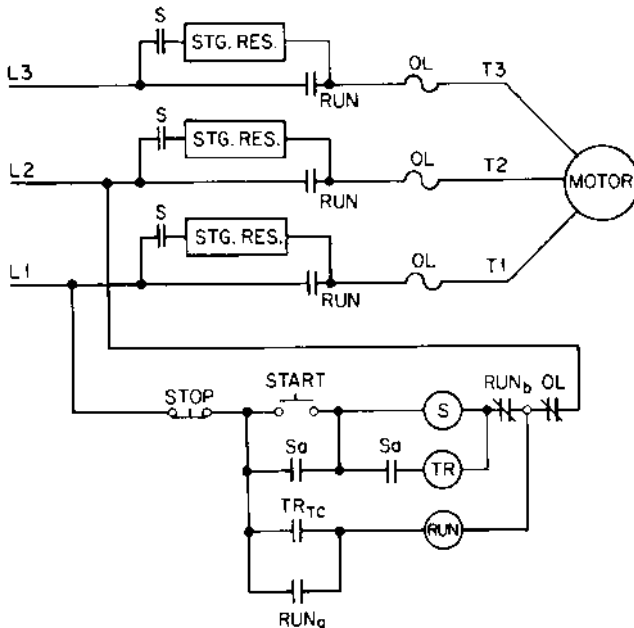 S
STG. RES.
L3
RUN
OL
T3
S
STG. RES.
L2
RUN
OL
T2
MOTOR
S
STG. RES.
L1
RUN
OL
T1
STOP
START
S
RUNb
OL
Sa
Sa
TR
TRTC
RUN
RUNa